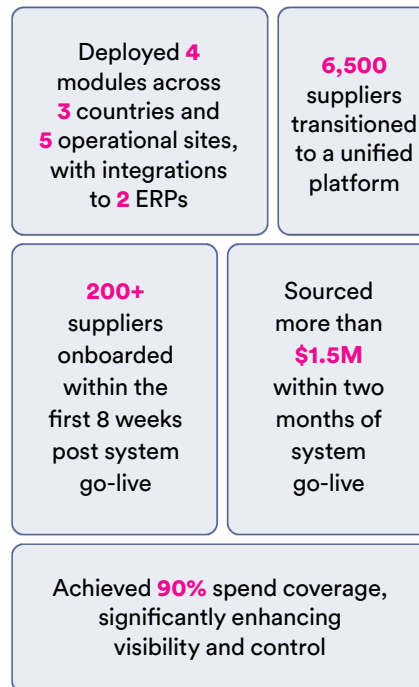 Deployed 4
modules across
3 countries and
5 operational sites,
with integrations
to 2 ERPs
6,500
suppliers
transitioned
to a unified
platform
200+
suppliers
onboarded
within the
first 8 weeks
post system
go-live
Sourced
more than
$1.5M
within two
months of
system
go-live
Achieved 90% spend coverage,
significantly enhancing
visibility and control